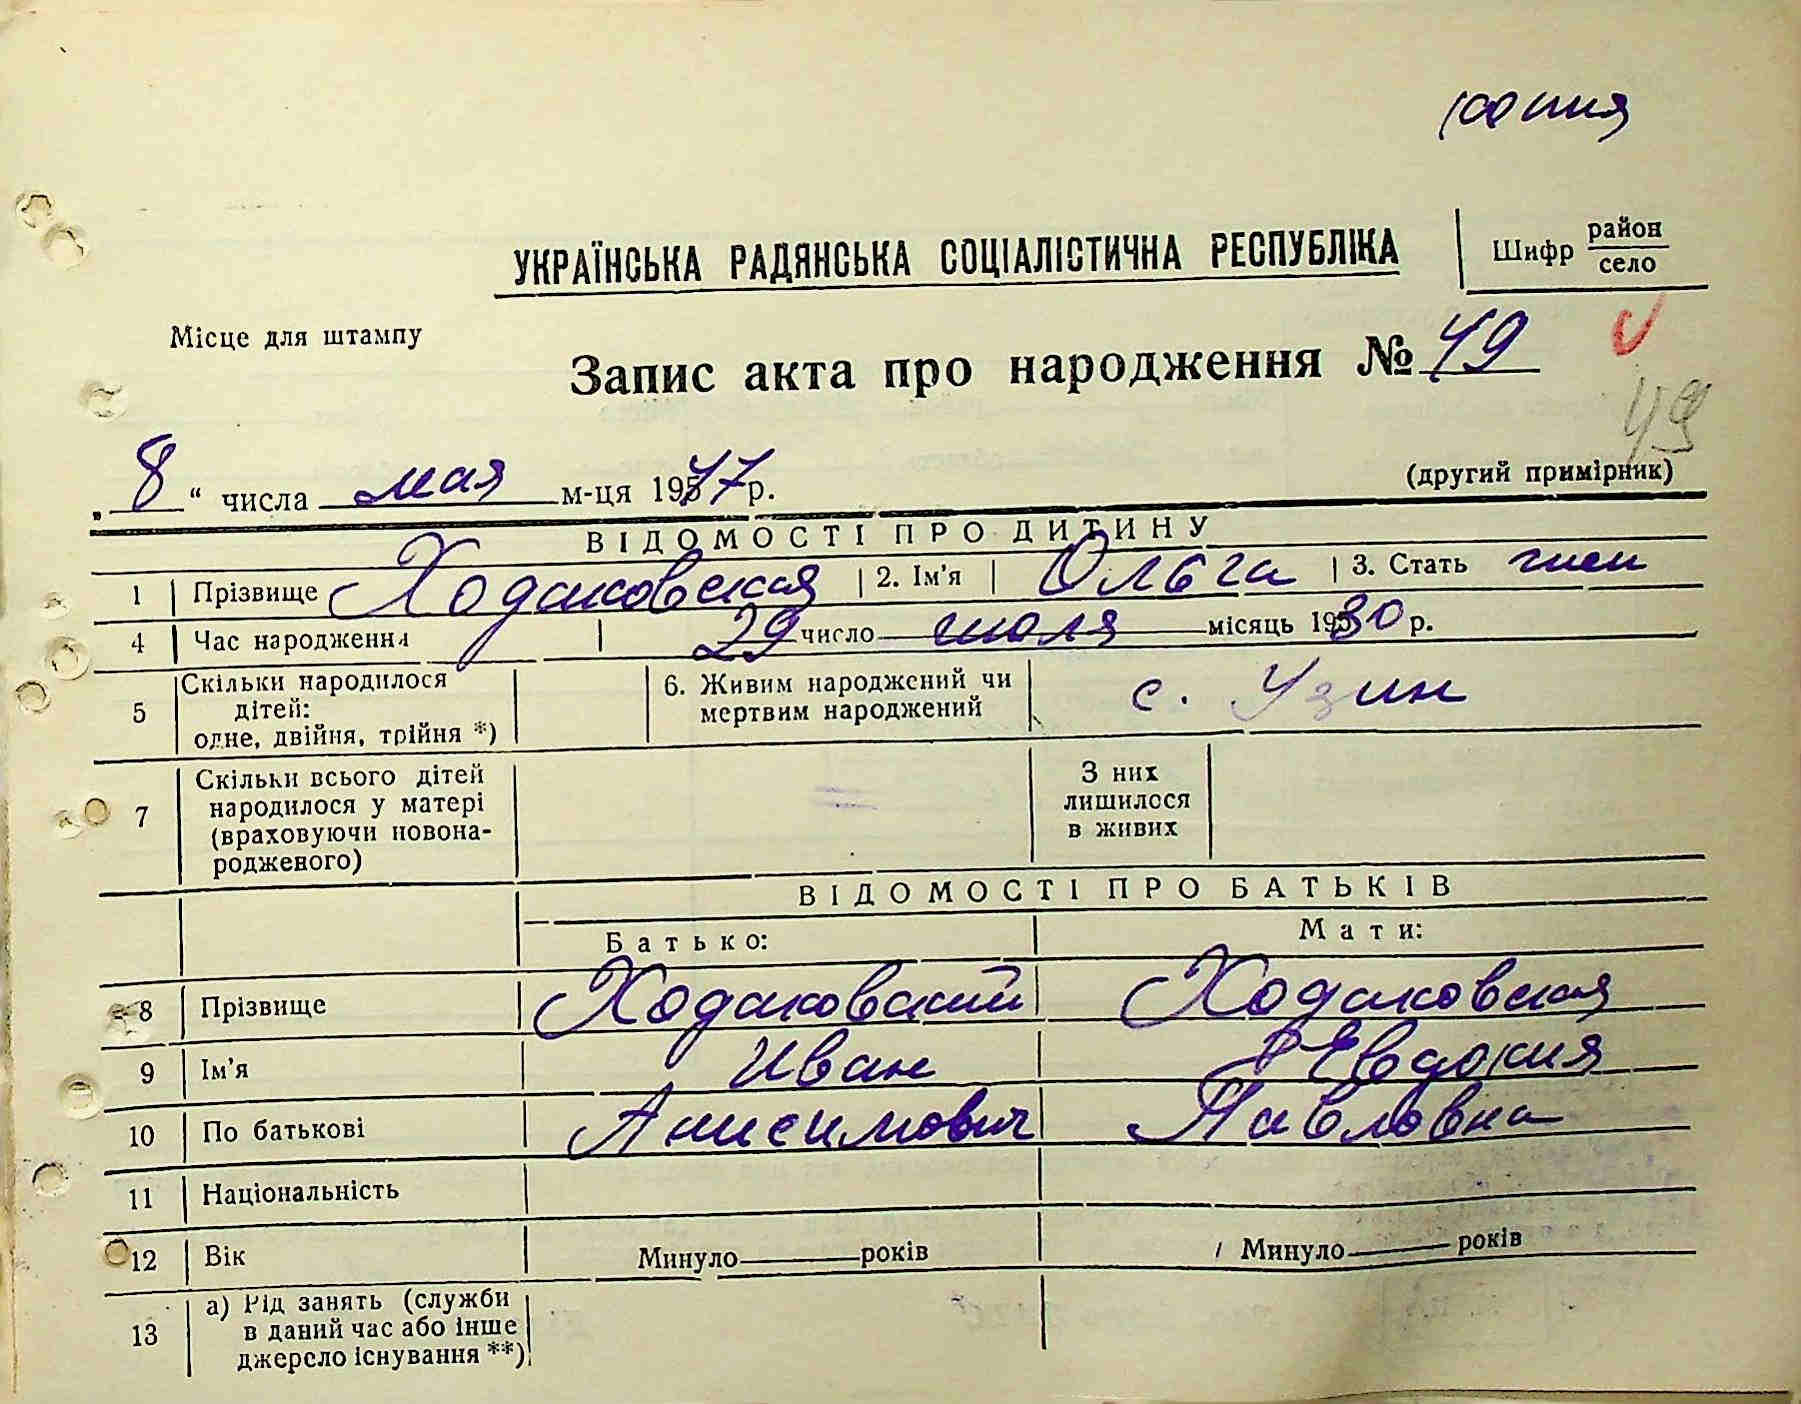 копия
УКРАЇНСЬКА РАДЯНСЬКА СОЦІАЛІСТИЧНА РЕСПУБЛІКА
Шифр район
село
Місце для штампу
Запис акта про народження № 49
49
(другий примірник)
„ 8 “ числа мая м-ця 1947 р.
ВІДОМОСТІ ПРО ДИТИНУ
1 Прізвище Ходаковская 2. Ім'я Ольга 3. Стать жен
4 Час народження 29 число июля місяць 1930 р.
5 Скільки народилося дітей: одне, двійня, трійня *) 6. Живим народжений чи мертвим народжений с. Узин
7 Скільки всього дітей народилося у матері (враховуючи новонародженого) З них лишилося в живих
ВІДОМОСТІ ПРО БАТЬКІВ
Батько: Мати:
8 Прізвище Ходаковский Ходаковская
9 Ім'я Иван Евдокия
10 По батькові Анисимович Павловна
11 Національність
12 Вік Минуло років Минуло років
13 а) Рід занять (служби в даний час або інше джерело існування **)